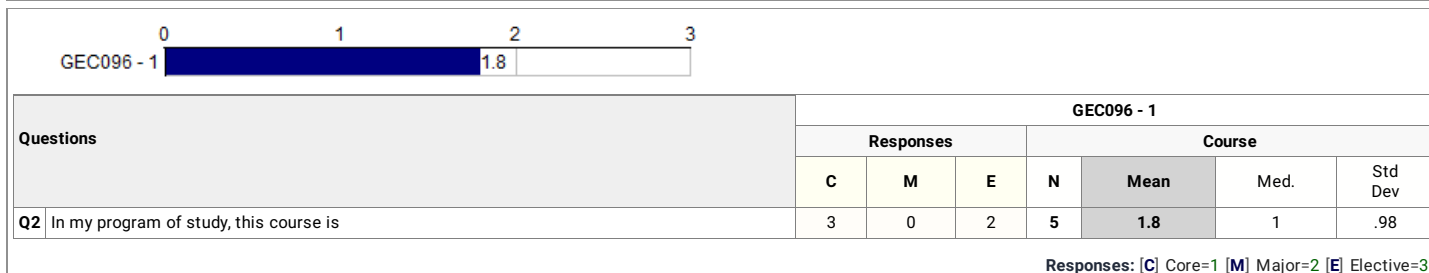 0 1 2 3
GEC096 - 1 1.8
GEC096 - 1
Questions Responses Course
C M E N Mean Med. Std Dev
Q2 In my program of study, this course is 3 0 2 5 1.8 1 .98
Responses: [C] Core=1 [M] Major=2 [E] Elective=3